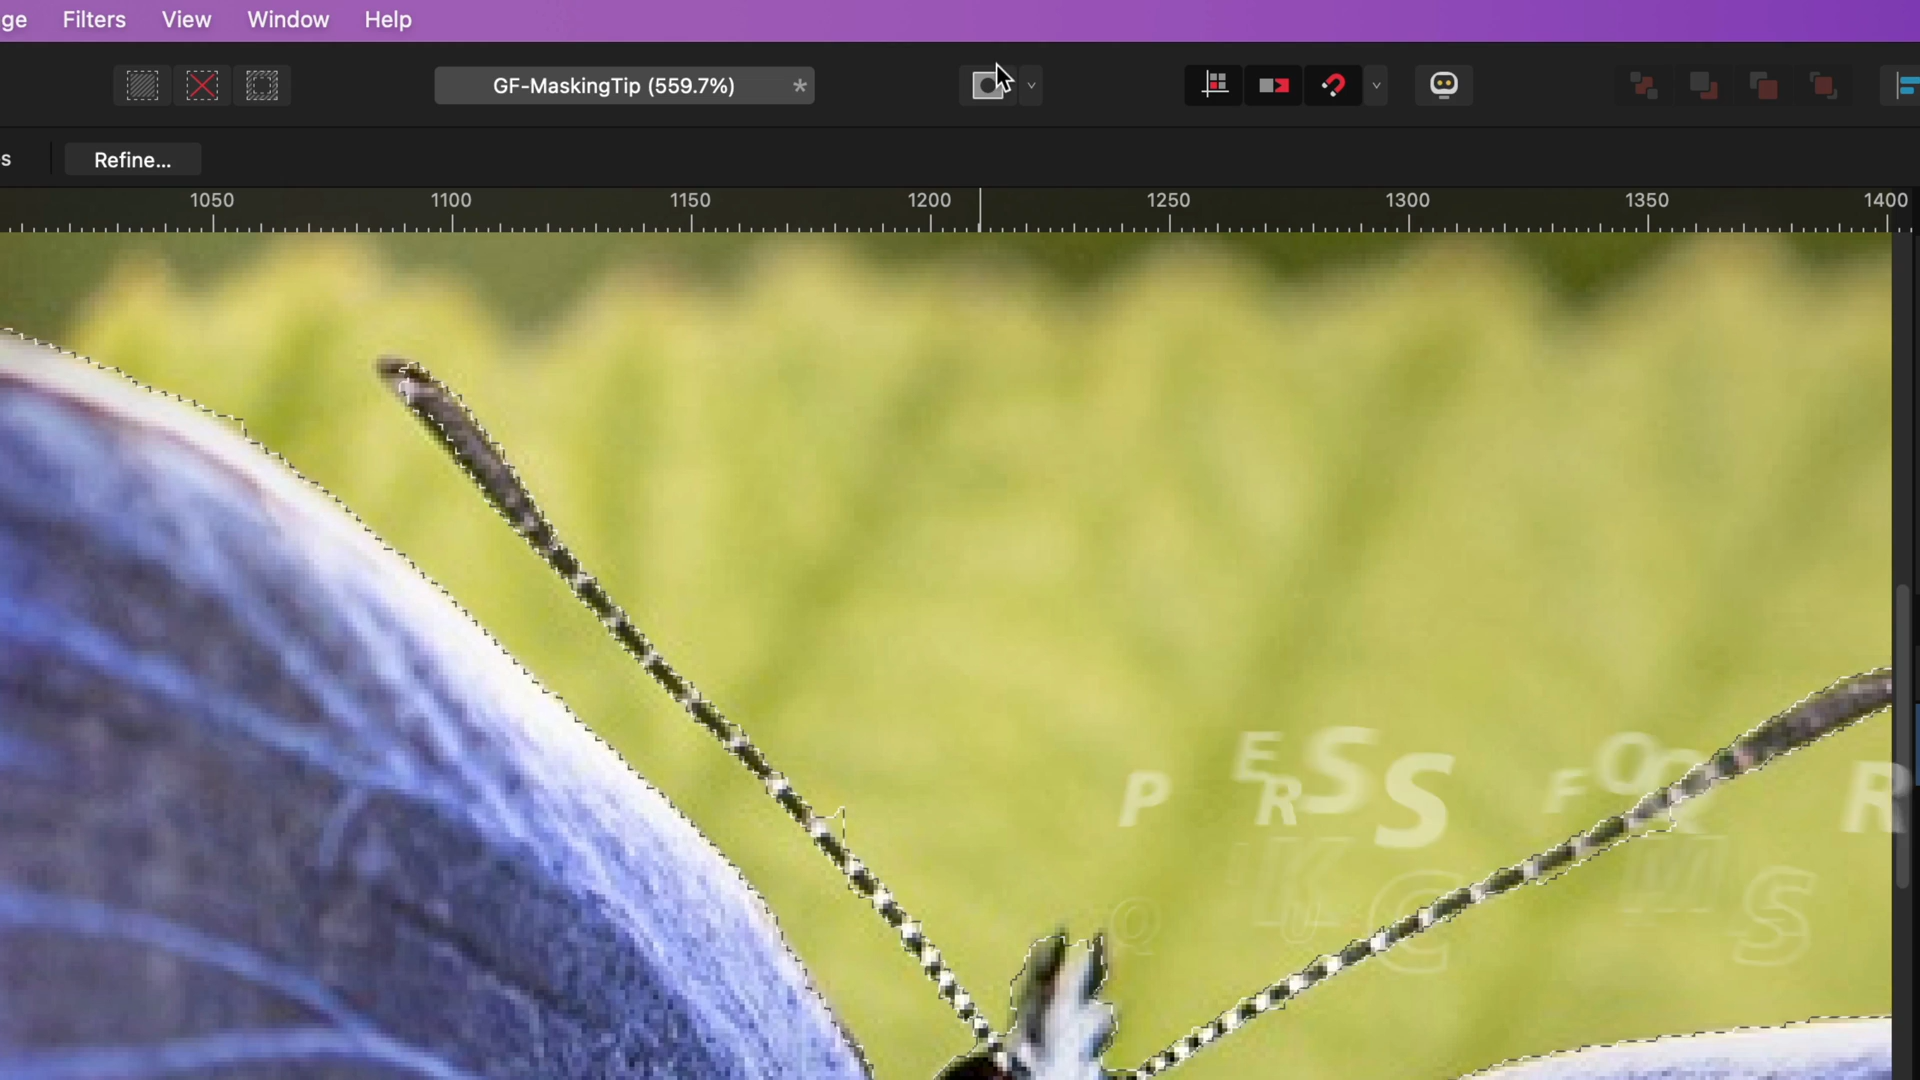 ge Filters View Window Help
GF-MaskingTip (559.7%) *
s Refine...
1050 1100 1150 1200 1250 1300 1350 1400